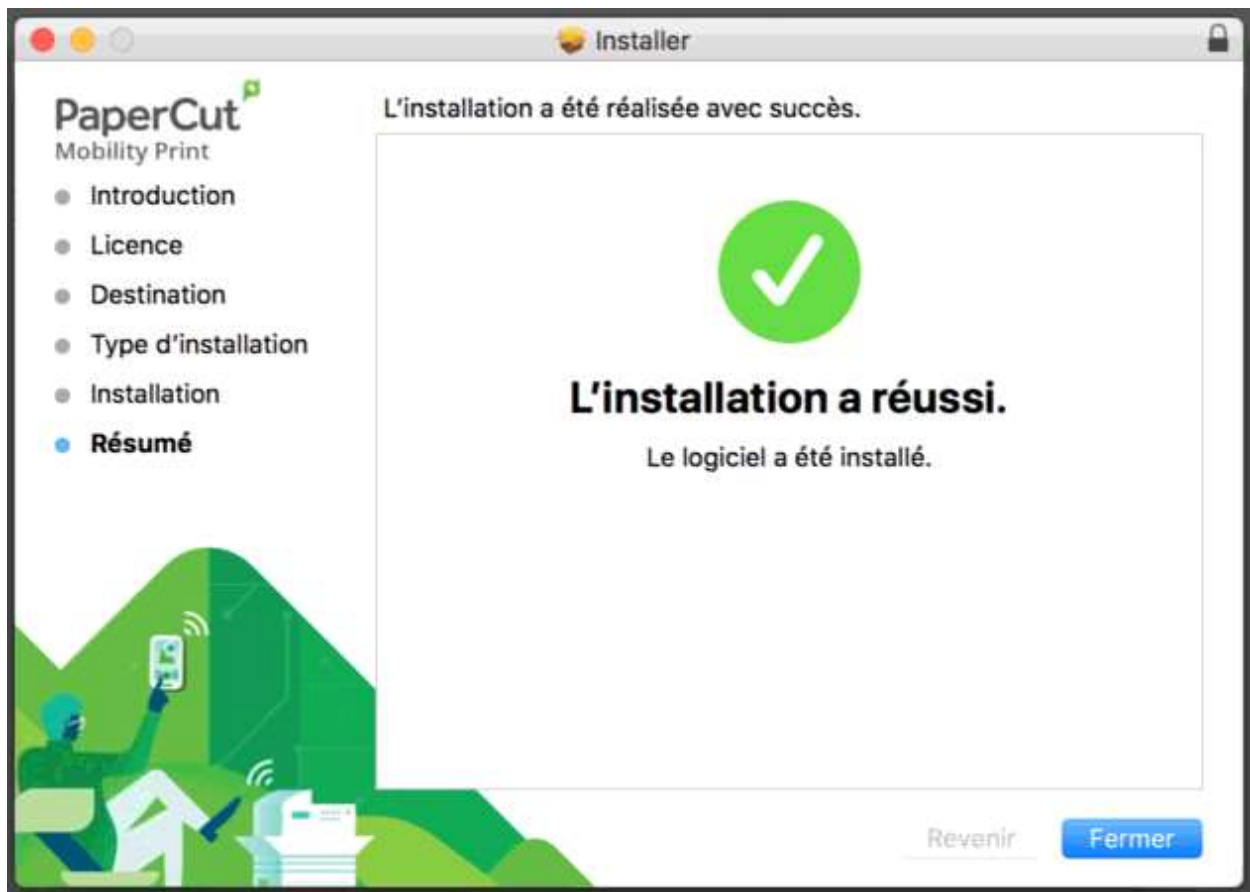 Installer
PaperCut
Mobility Print
L'installation a été réalisée avec succès.
Introduction
Licence
Destination
Type d'installation
Installation
Résumé
L'installation a réussi.
Le logiciel a été installé.
Revenir
Fermer